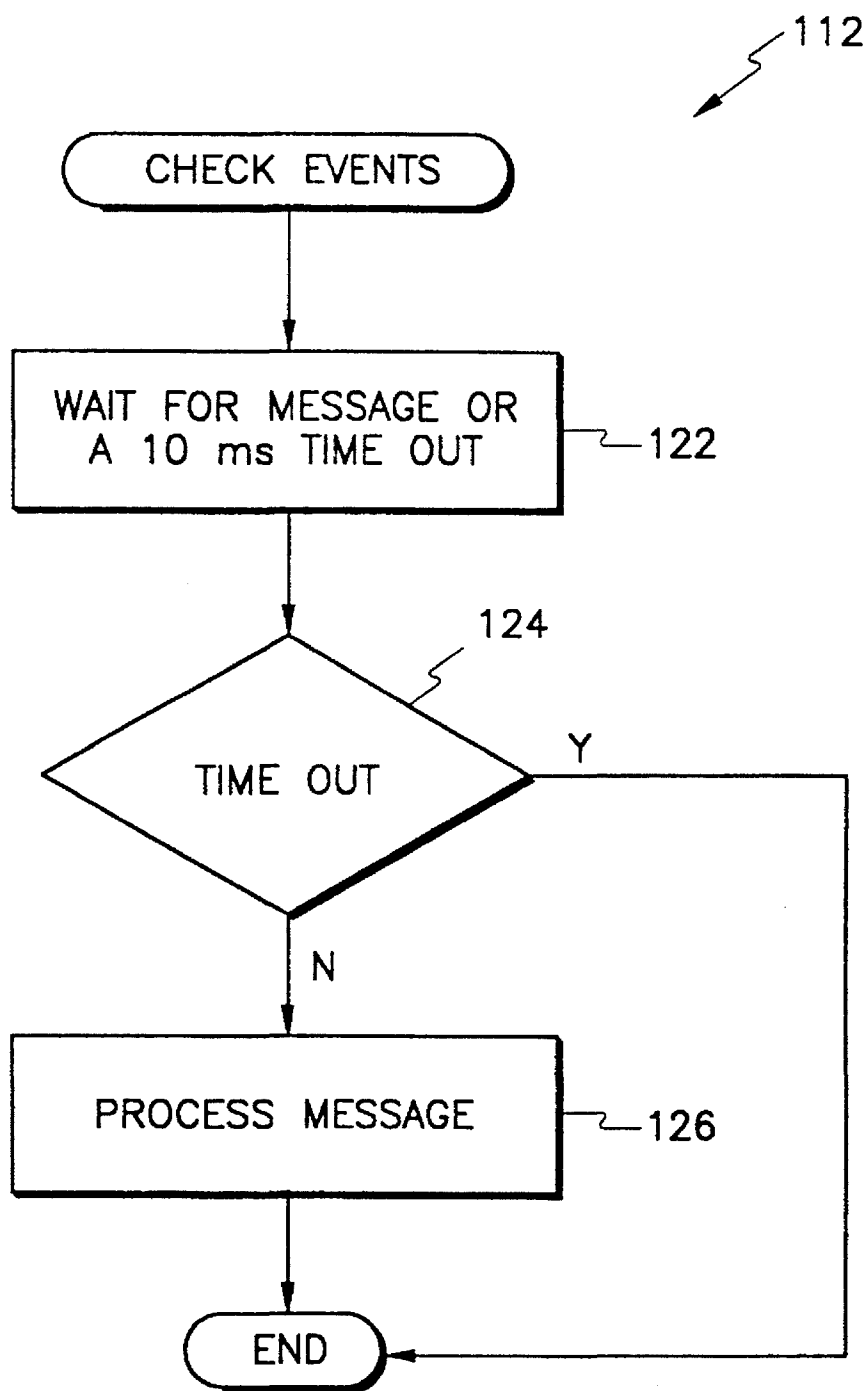 112
CHECK EVENTS
WAIT FOR MESSAGE OR
A 10 ms TIME OUT
122
124
TIME OUT
Y
N
PROCESS MESSAGE
126
END